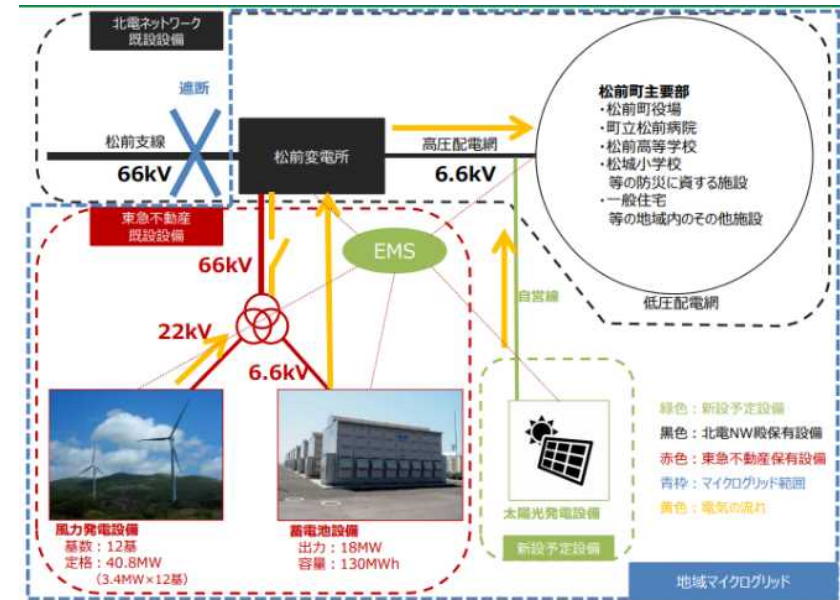 北電ネットワーク
既設設備
遮断
松前支線
66kV
松前変電所
高圧配電網
6.6kV
松前町主要部
・松前町役場
・町立松前病院
・松前高等学校
・松城小学校
等の防災に資する施設
・一般住宅
等の地域内のその他施設
東急不動産
既設設備
66kV
EMS
自営線
低圧配電網
22kV
6.6kV
緑色:新設予定設備
黒色:北電NW殿保有設備
赤色:東急不動産保有設備
青枠:マイクログリッド範囲
黄色:電気の流れ
風力発電設備
基数:12基
定格:40.8MW
(3.4MW×12基)
蓄電池設備
出力:18MW
容量:130MWh
太陽光発電設備
新設予定設備
地域マイクログリッド